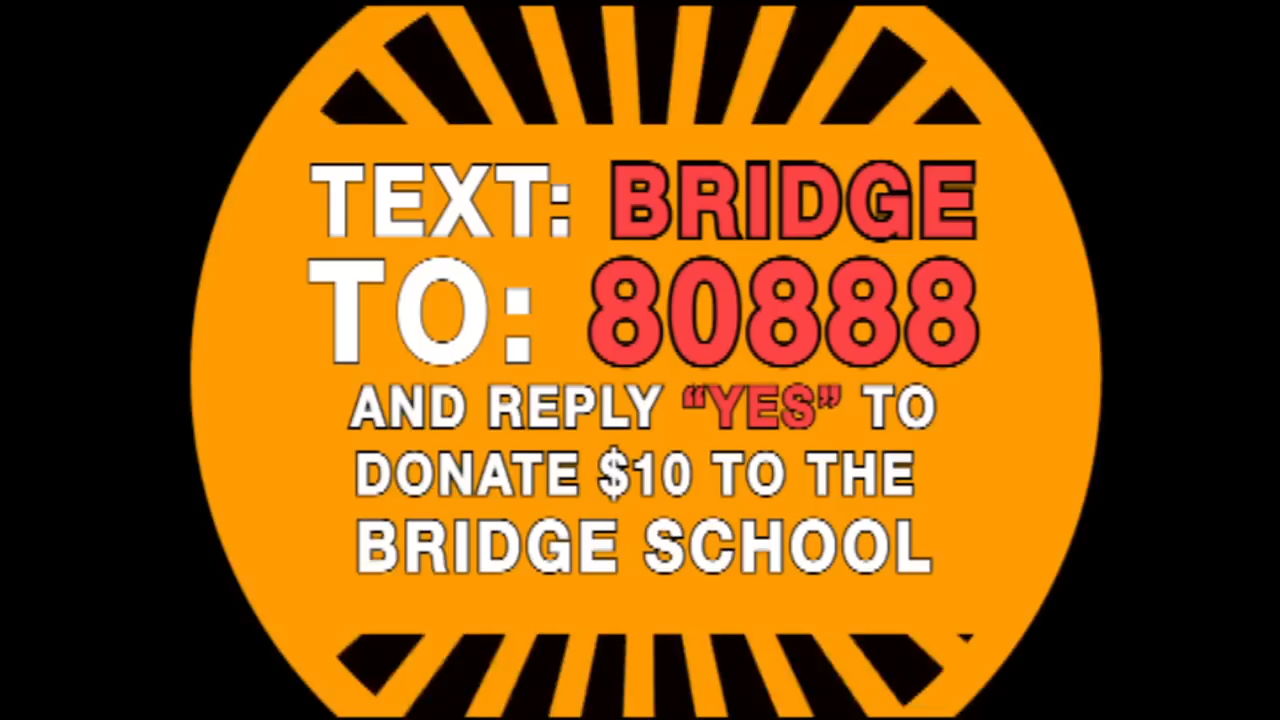 TEXT: BRIDGE
TO: 80888
AND REPLY “YES” TO
DONATE $10 TO THE
BRIDGE SCHOOL